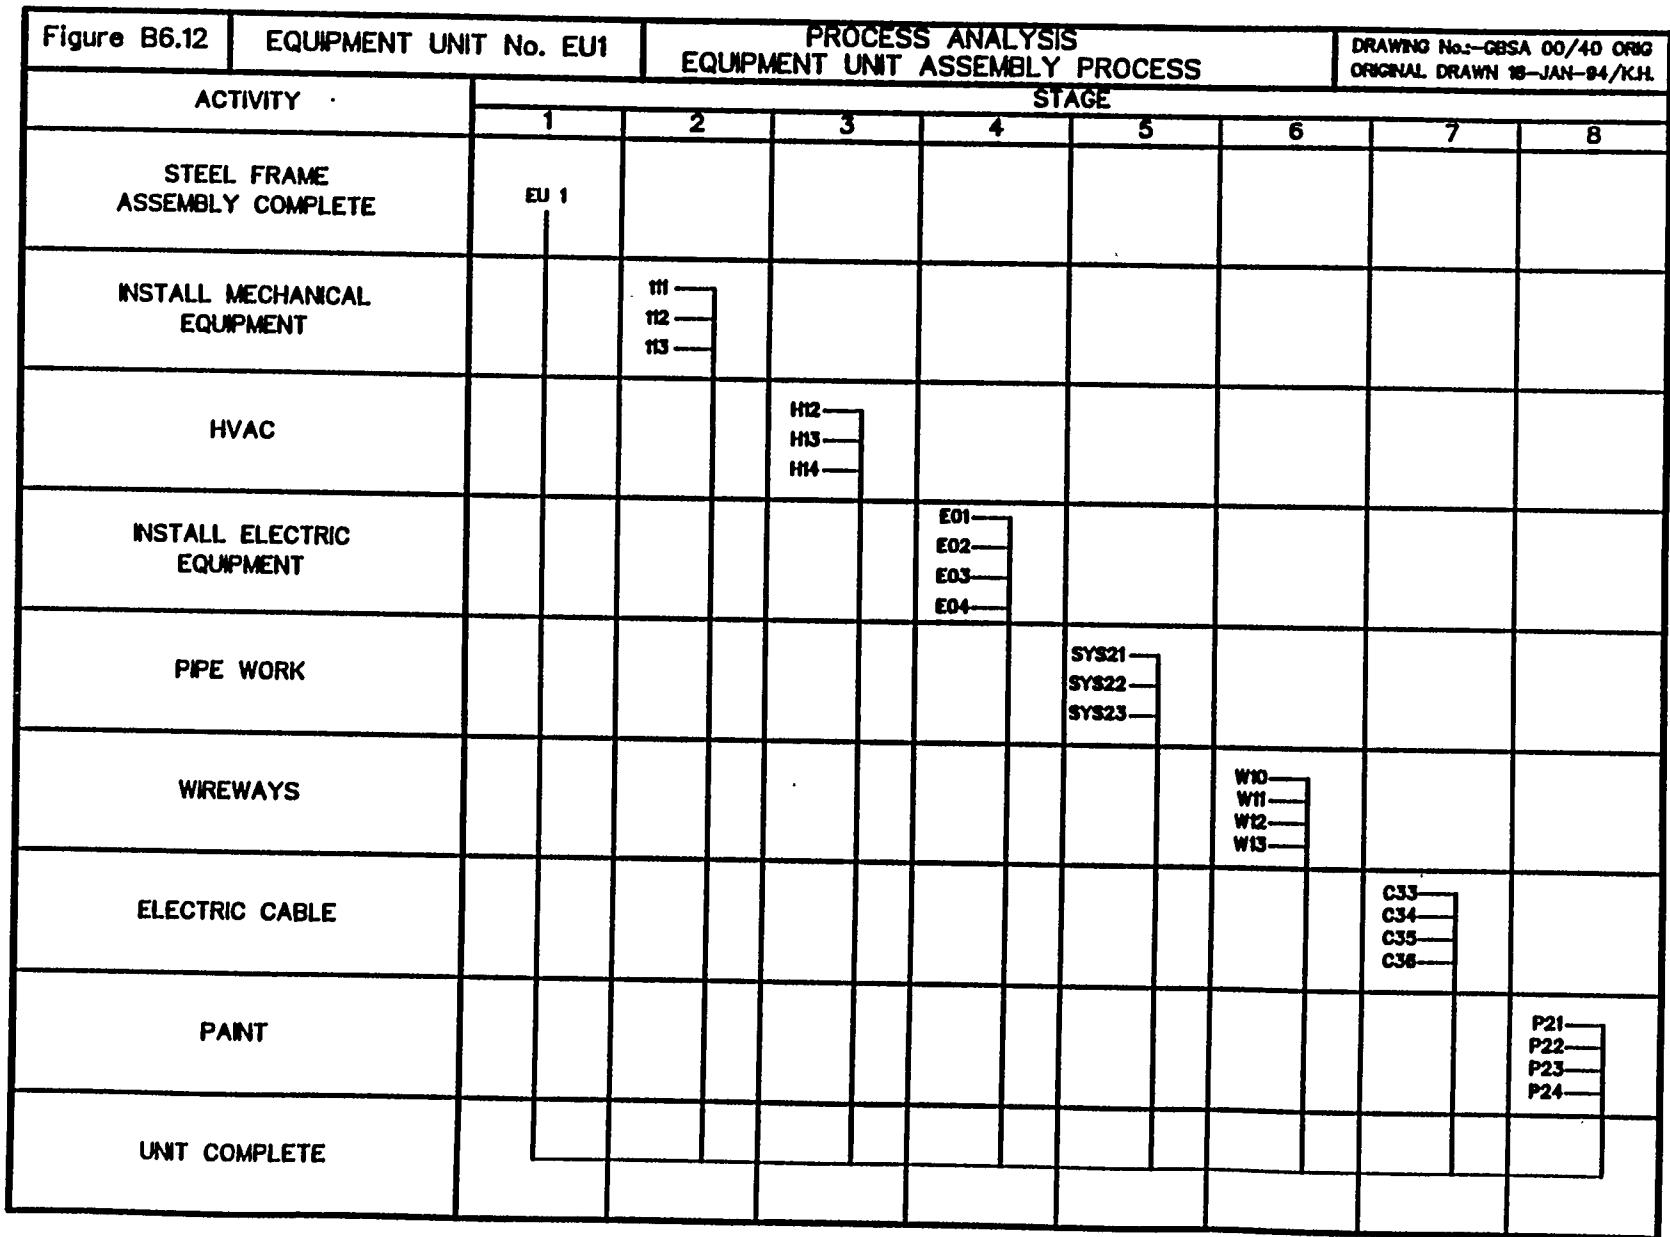 Figure B6.12
EQUIPMENT UNIT No. EU1
PROCESS ANALYSIS
EQUIPMENT UNIT ASSEMBLY PROCESS
DRAWING No.:-GBSA 00/40 ORIG
ORIGINAL DRAWN 18-JAN-94/K.H.
ACTIVITY
STAGE
1 2 3 4 5 6 7 8
STEEL FRAME
ASSEMBLY COMPLETE
EU 1
INSTALL MECHANICAL
EQUIPMENT
111
112
113
HVAC
H12
H13
H14
INSTALL ELECTRIC
EQUIPMENT
E01
E02
E03
E04
PIPE WORK
SYS21
SYS22
SYS23
WIREWAYS
W10
W11
W12
W13
ELECTRIC CABLE
C33
C34
C35
C36
PAINT
P21
P22
P23
P24
UNIT COMPLETE